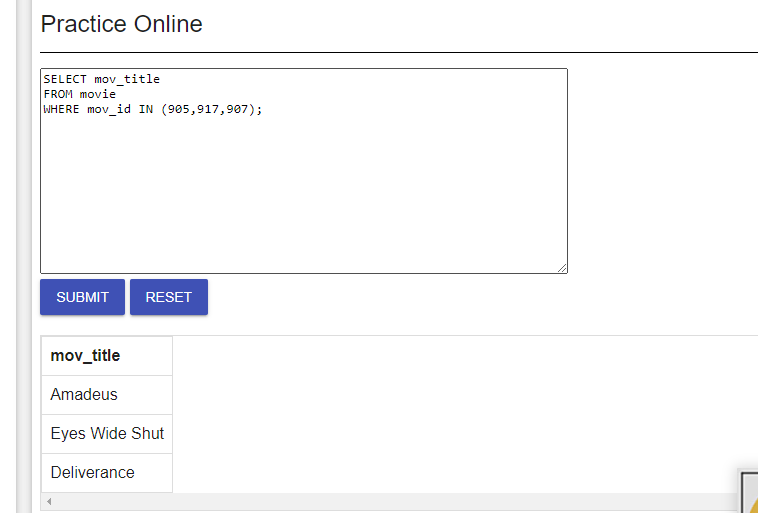 Practice Online
SELECT mov_title
FROM movie
WHERE mov_id IN (905,917,907);
SUBMIT RESET
mov_title
Amadeus
Eyes Wide Shut
Deliverance